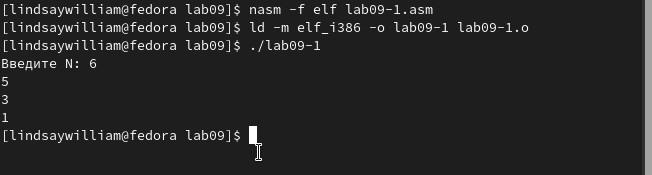 [lindsaywilliam@fedora lab09]$ nasm -f elf lab09-1.asm
[lindsaywilliam@fedora lab09]$ ld -m elf_i386 -o lab09-1 lab09-1.o
[lindsaywilliam@fedora lab09]$ ./lab09-1
Введите N: 6
5
3
1
[lindsaywilliam@fedora lab09]$